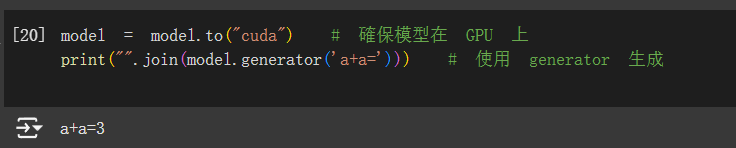 [20] model = model.to("cuda") # 確保模型在 GPU 上
print("".join(model.generator('a+a='))) # 使用 generator 生成
a+a=3